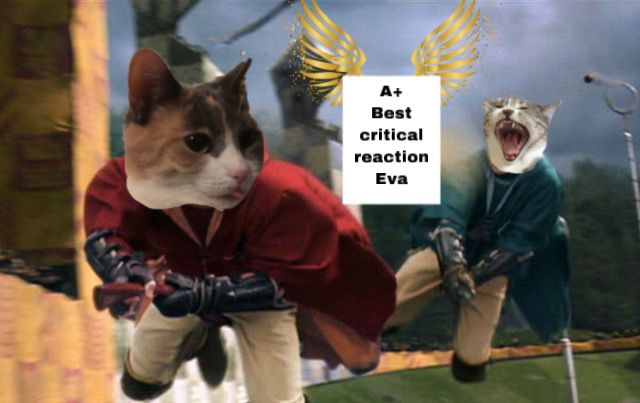 A+
Best
critical
reaction
Eva